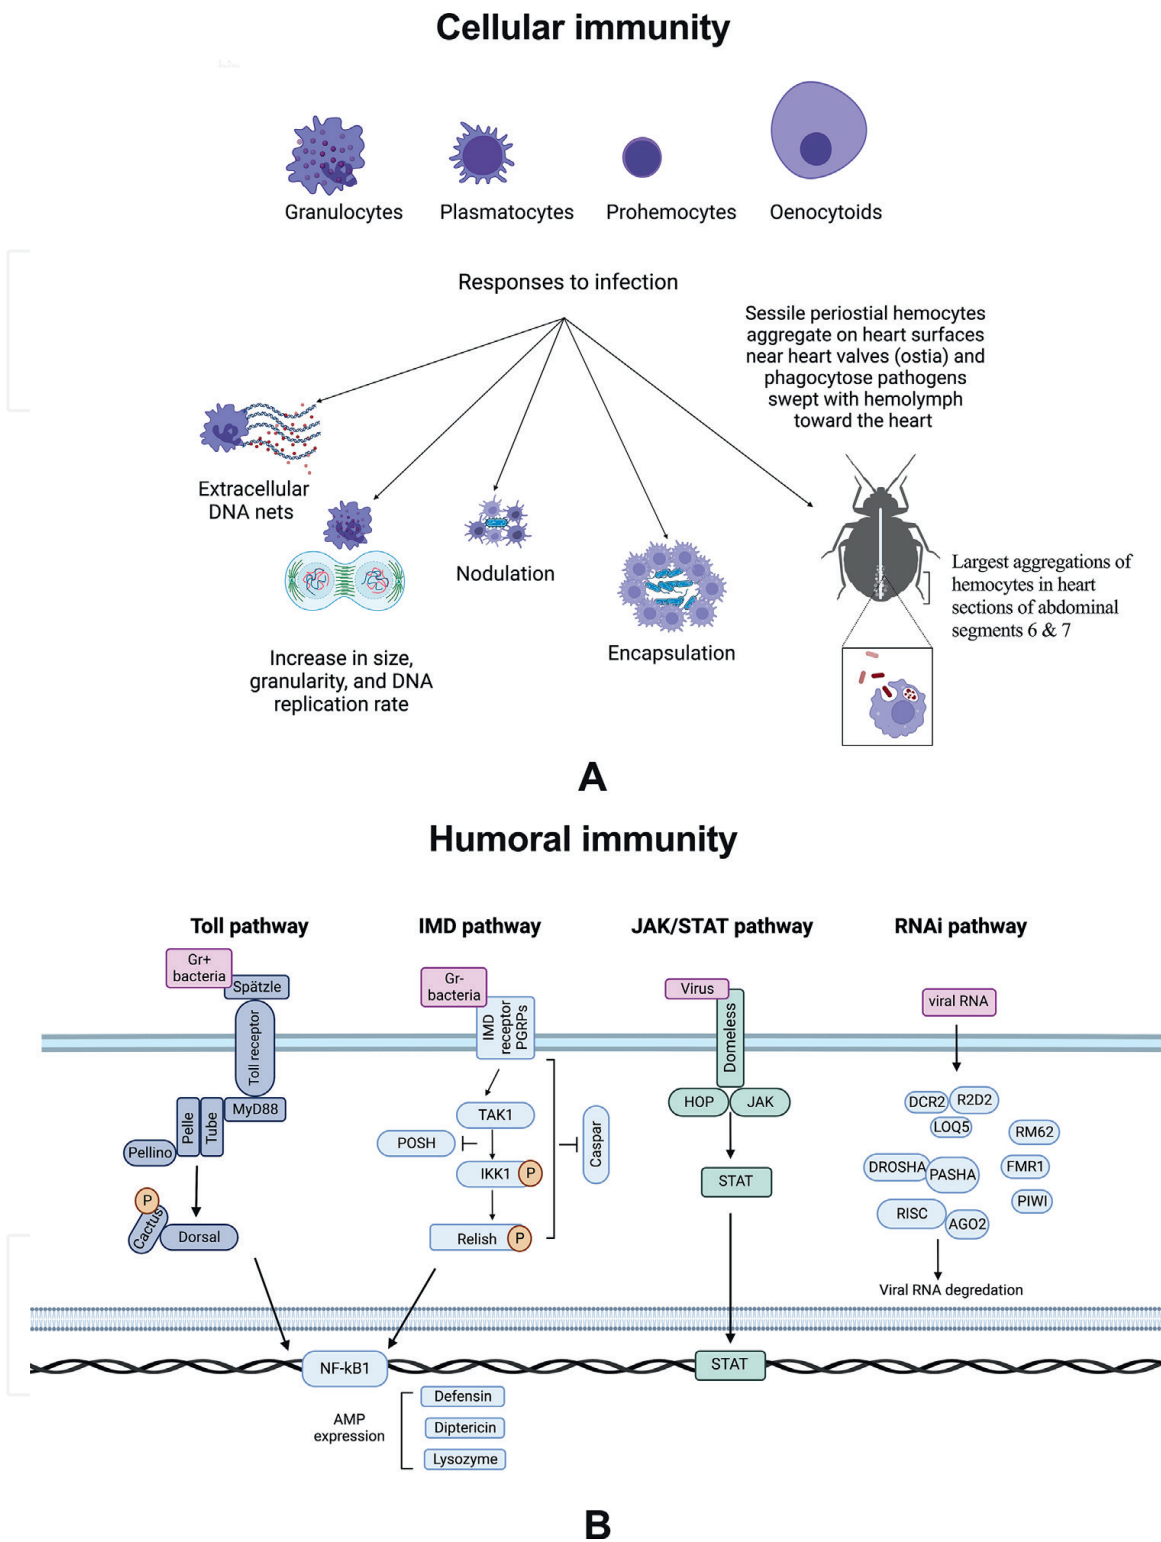 Cellular immunity
Granulocytes
Plasmatocytes
Prohemocytes
Oenocytoids
Responses to infection
Sessile periostial hemocytes
aggregate on heart surfaces
near heart valves (ostia) and
phagocytose pathogens
swept with hemolymph
toward the heart
Extracellular
DNA nets
Increase in size,
granularity, and DNA
replication rate
Nodulation
Encapsulation
Largest aggregations of
hemocytes in heart
sections of abdominal
segments 6 & 7
A
Humoral immunity
Toll pathway
Gr+
bacteria
Spätzle
Toll receptor
MyD88
Tube
Pelle
Pellino
P
Cactus
Dorsal
IMD pathway
Gr-
bacteria
IMD
receptor
PGRPs
TAK1
POSH
IKK1
P
Relish
P
Caspar
JAK/STAT pathway
Virus
Domeless
HOP
JAK
STAT
RNAi pathway
viral RNA
DCR2
R2D2
LOQ5
RM62
DROSHA
PASHA
FMR1
PIWI
RISC
AGO2
Viral RNA degredation
NF-kB1
STAT
AMP
expression
Defensin
Diptericin
Lysozyme
B